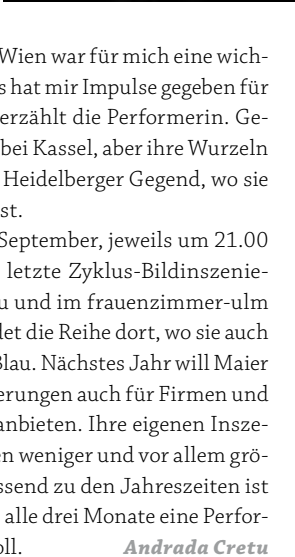 Wien war für mich eine wich-
s hat mir Impulse gegeben für
erzählt die Performerin. Ge-
bei Kassel, aber ihre Wurzeln
Heidelberger Gegend, wo sie
st.
September, jeweils um 21.00
letzte Zyklus-Bildinszenie-
u und im frauenzimmer-ulm
det die Reihe dort, wo sie auch
Blau. Nächstes Jahr will Maier
erungen auch für Firmen und
anbieten. Ihre eigenen Insze-
en weniger und vor allem grö-
ssend zu den Jahreszeiten ist
alle drei Monate eine Perfor-
oll. Andrada Cretu